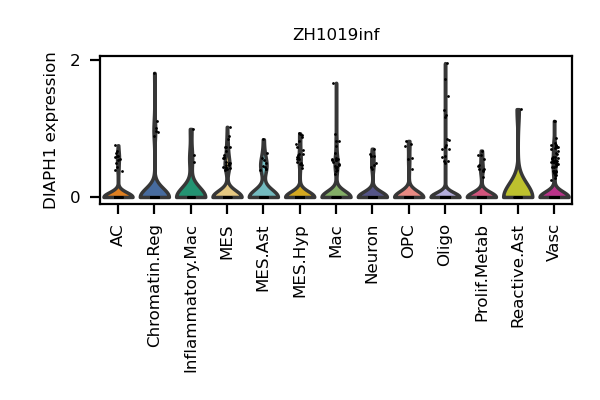 ZH1019inf
DIAPH1 expression
2
0
AC
Chromatin.Reg
Inflammatory.Mac
MES
MES.Ast
MES.Hyp
Mac
Neuron
OPC
Oligo
Prolif.Metab
Reactive.Ast
Vasc